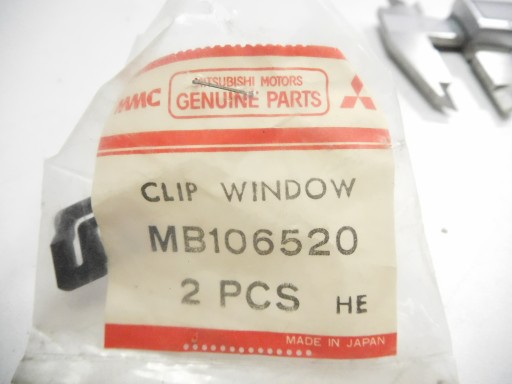 MITSUBISHI MOTORS
MMC GENUINE PARTS
CLIP WINDOW
MB106520
2 PCS HE
MADE IN JAPAN